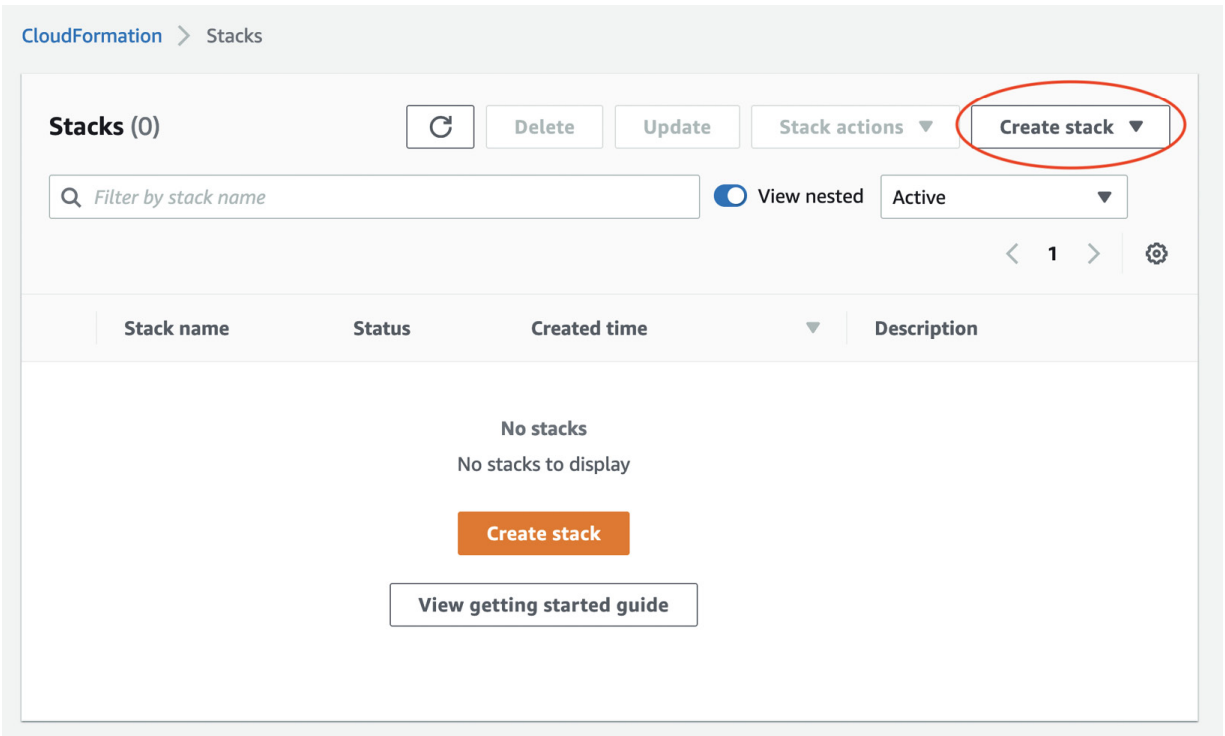 CloudFormation > Stacks
Stacks (0) Delete Update Stack actions Create stack
Filter by stack name View nested Active
1
Stack name Status Created time Description
No stacks
No stacks to display
Create stack
View getting started guide